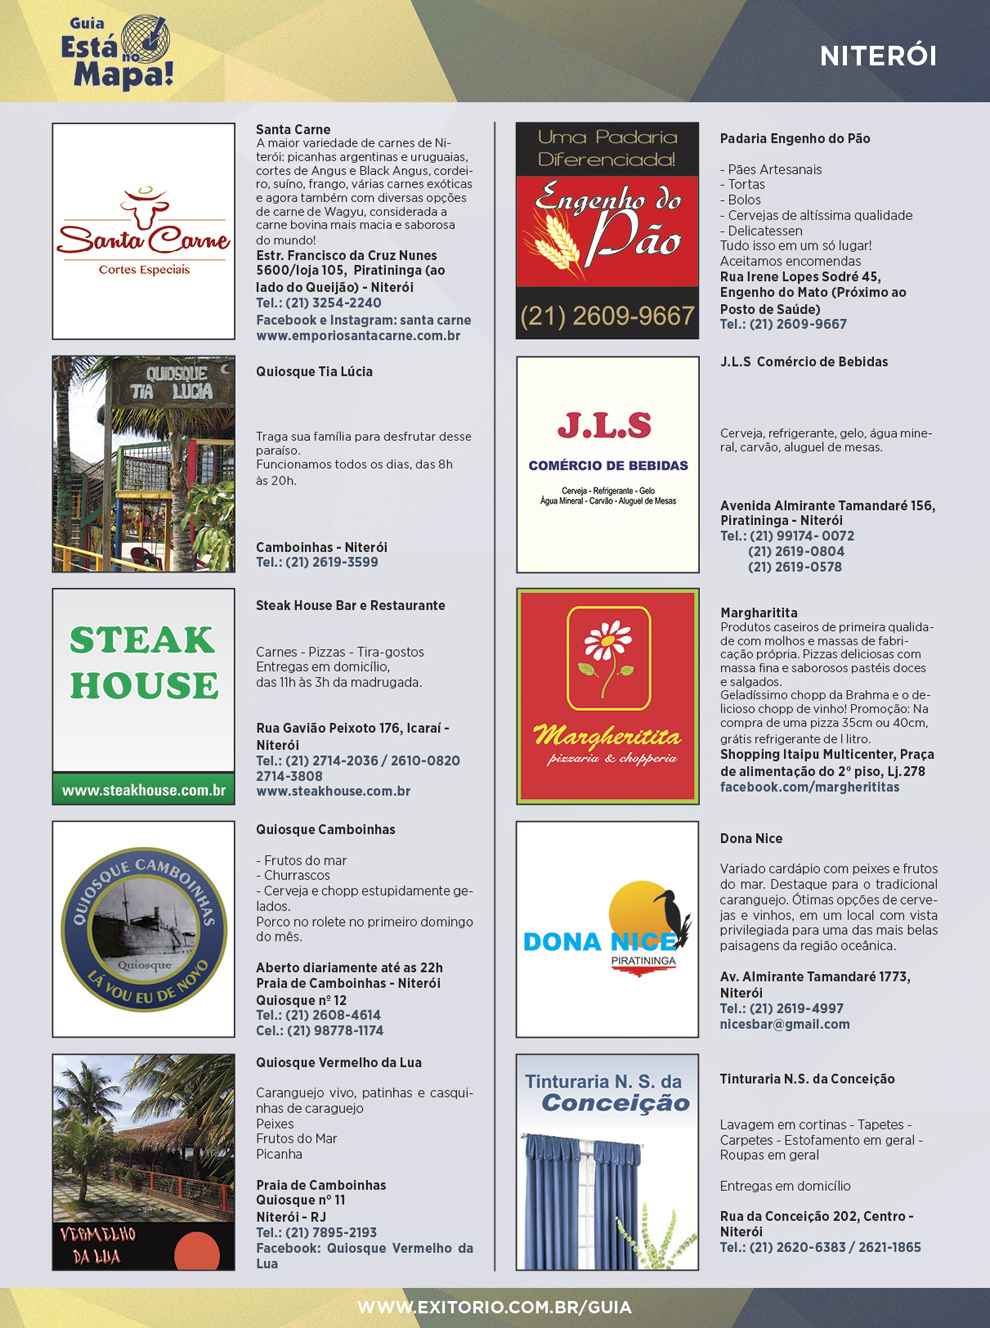 Guia
Está
no
Mapa!
NITERÓI
Santa Carne
Cortes Especiais
Santa Carne
A maior variedade de carnes de Ni-
terói: picanhas argentinas e uruguaias,
cortes de Angus e Black Angus, cordei-
ro, suíno, frango, várias carnes exóticas
e agora também com diversas opções
de carne de Wagyu, considerada a
carne bovina mais macia e saborosa
do mundo!
Estr. Francisco da Cruz Nunes
5600/loja 105, Piratininga (ao
lado do Queijão) - Niterói
Tel.: (21) 3254-2240
Facebook e Instagram: santa carne
www.emporiosantacarne.com.br
QUIOSQUE
TIA LUCIA
Quiosque Tia Lúcia
Traga sua família para desfrutar desse
paraíso.
Funcionamos todos os dias, das 8h
às 20h.
Camboinhas - Niterói
Tel.: (21) 2619-3599
STEAK
HOUSE
www.steakhouse.com.br
Steak House Bar e Restaurante
Carnes - Pizzas - Tira-gostos
Entregas em domicílio,
das 11h às 3h da madrugada.
Rua Gavião Peixoto 176, Icaraí -
Niterói
Tel.: (21) 2714-2036 / 2610-0820
2714-3808
www.steakhouse.com.br
QUIOSQUE CAMBOINHAS
Quiosque
LÁ VOU EU DE NOVO
Quiosque Camboinhas
- Frutos do mar
- Churrascos
- Cerveja e chopp estupidamente ge-
lados.
Porco no rolete no primeiro domingo
do mês.
Aberto diariamente até as 22h
Praia de Camboinhas - Niterói
Quiosque nº 12
Tel.: (21) 2608-4614
Cel.: (21) 98778-1174
VERMELHO
DA LUA
Quiosque Vermelho da Lua
Caranguejo vivo, patinhas e casqui-
nhas de caraguejo
Peixes
Frutos do Mar
Picanha
Praia de Camboinhas
Quiosque nº 11
Niterói - RJ
Tel.: (21) 7895-2193
Facebook: Quiosque Vermelho da
Lua
Uma Padaria
Diferenciada!
Engenho do
Pão
(21) 2609-9667
Padaria Engenho do Pão
- Pães Artesanais
- Tortas
- Bolos
- Cervejas de altíssima qualidade
- Delicatessen
Tudo isso em um só lugar!
Aceitamos encomendas
Rua Irene Lopes Sodré 45,
Engenho do Mato (Próximo ao
Posto de Saúde)
Tel.: (21) 2609-9667
J.L.S
COMÉRCIO DE BEBIDAS
Cerveja - Refrigerante - Gelo
Água Mineral - Carvão - Aluguel de Mesas
J.L.S Comércio de Bebidas
Cerveja, refrigerante, gelo, água mine-
ral, carvão, aluguel de mesas.
Avenida Almirante Tamandaré 156,
Piratininga - Niterói
Tel.: (21) 99174- 0072
(21) 2619-0804
(21) 2619-0578
Margheritita
pizzaria & chopperia
Margharitita
Produtos caseiros de primeira qualida-
de com molhos e massas de fabri-
cação própria. Pizzas deliciosas com
massa fina e saborosos pastéis doces
e salgados.
Geladíssimo chopp da Brahma e o de-
licioso chopp de vinho! Promoção: Na
compra de uma pizza 35cm ou 40cm,
grátis refrigerante de 1 litro.
Shopping Itaipu Multicenter, Praça
de alimentação do 2° piso, Lj.278
facebook.com/margherititas
DONA NICE
PIRATININGA
Dona Nice
Variado cardápio com peixes e frutos
do mar. Destaque para o tradicional
caranguejo. Ótimas opções de cerve-
jas e vinhos, em um local com vista
privilegiada para uma das mais belas
paisagens da região oceânica.
Av. Almirante Tamandaré 1773,
Niterói
Tel.: (21) 2619-4997
nicesbar@gmail.com
Tinturaria N. S. da
Conceição
Tinturaria N.S. da Conceição
Lavagem em cortinas - Tapetes -
Carpetes - Estofamento em geral -
Roupas em geral
Entregas em domicílio
Rua da Conceição 202, Centro -
Niterói
Tel.: (21) 2620-6383 / 2621-1865
WWW.EXITORIO.COM.BR/GUIA